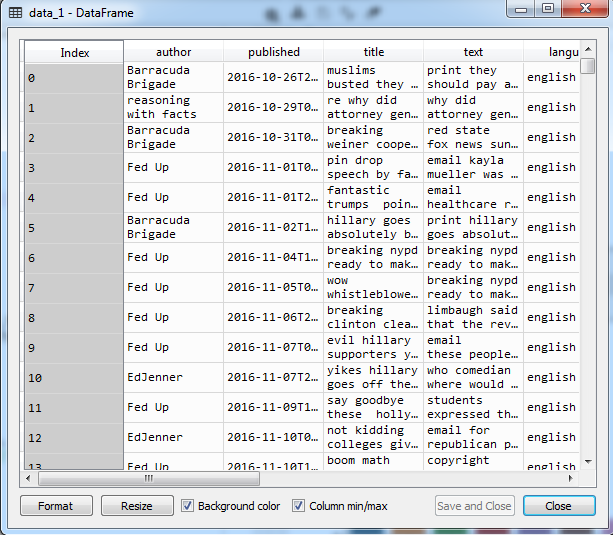 data_1 - DataFrame
Index author published title text langu
0 Barracuda Brigade 2016-10-26T2... muslims busted they ... print they should pay a... english
1 reasoning with facts 2016-10-29T0... re why did attorney gen... why did attorney gen... english
2 Barracuda Brigade 2016-10-31T0... breaking weiner coope... red state fox news sun... english
3 Fed Up 2016-11-01T0... pin drop speech by fa... email kayla mueller was ... english
4 Fed Up 2016-11-01T2... fantastic trumps poin... email healthcare r... english
5 Barracuda Brigade 2016-11-02T1... hillary goes absolutely b... print hillary goes absolut... english
6 Fed Up 2016-11-04T1... breaking nypd ready to mak... breaking nypd ready to mak... english
7 Fed Up 2016-11-05T0... wow whistleblowe... breaking nypd ready to mak... english
8 Fed Up 2016-11-06T2... breaking clinton clea... limbaugh said that the rev... english
9 Fed Up 2016-11-07T0... evil hillary supporters y... email these people... english
10 EdJenner 2016-11-07T2... yikes hillary goes off the... who comedian where would ... english
11 Fed Up 2016-11-09T1... say goodbye these holly... students expressed th... english
12 EdJenner 2016-11-10T0... not kidding colleges giv... email for republican p... english
13 Fed Up 2016-11-10T1... boom math copyright english
Format Resize Background color Column min/max Save and Close Close